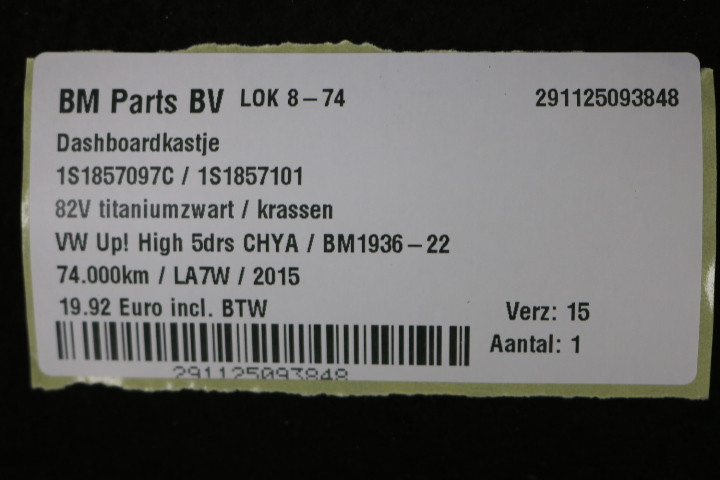 BM Parts BV LOK 8-74 291125093848
Dashboardkastje
1S1857097C / 1S1857101
82V titaniumzwart / krassen
VW Up! High 5drs CHYA / BM1936-22
74.000km / LA7W / 2015
19.92 Euro incl. BTW Verz: 15
Aantal: 1
291125093848